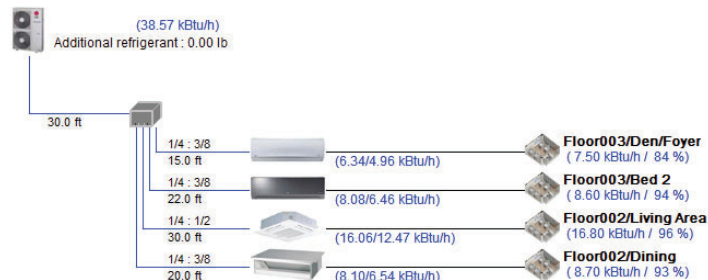 (38.57 kBtu/h)
Additional refrigerant : 0.00 lb
30.0 ft
1/4 : 3/8
15.0 ft
(6.34/4.96 kBtu/h)
Floor003/Den/Foyer
( 7.50 kBtu/h / 84 %)
1/4 : 3/8
22.0 ft
(8.08/6.46 kBtu/h)
Floor003/Bed 2
( 8.60 kBtu/h / 94 %)
1/4 : 1/2
30.0 ft
(16.06/12.47 kBtu/h)
Floor002/Living Area
(16.80 kBtu/h / 96 %)
1/4 : 3/8
20.0 ft
(8.10/6.54 kBtu/h)
Floor002/Dining
( 8.70 kBtu/h / 93 %)